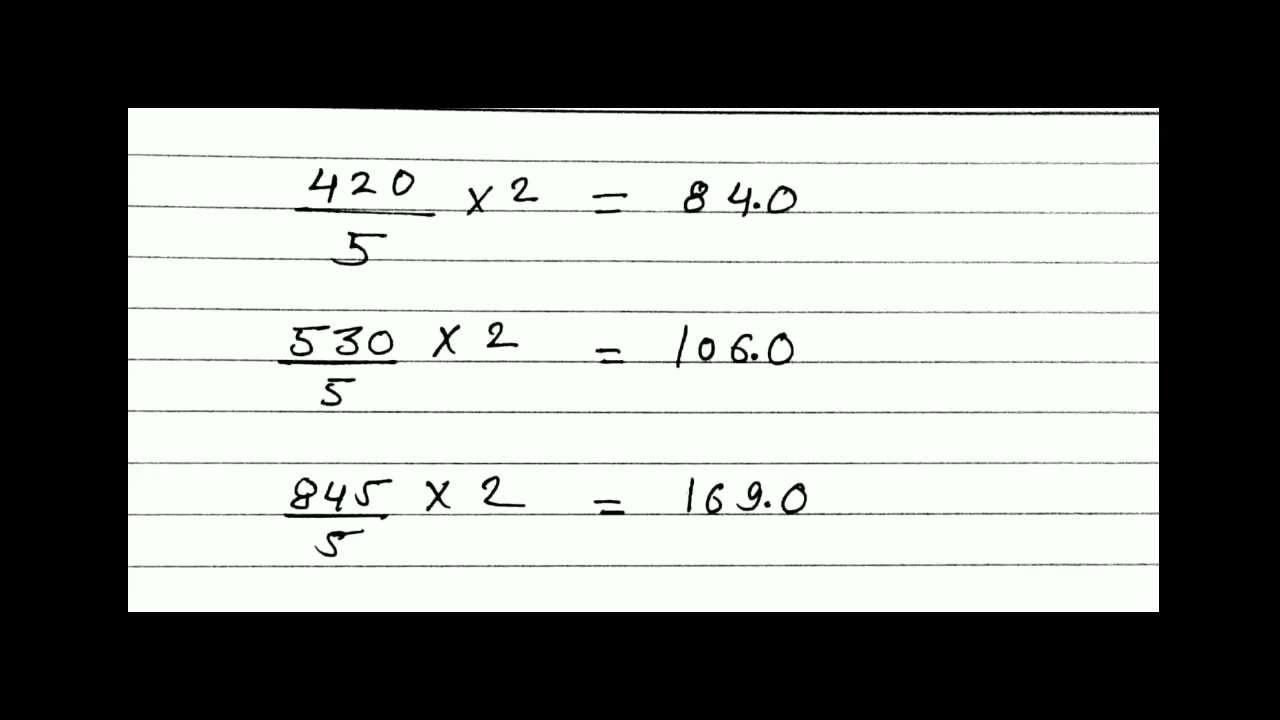 420/5 × 2 = 84.0
530/5 × 2 = 106.0
845/5 × 2 = 169.0